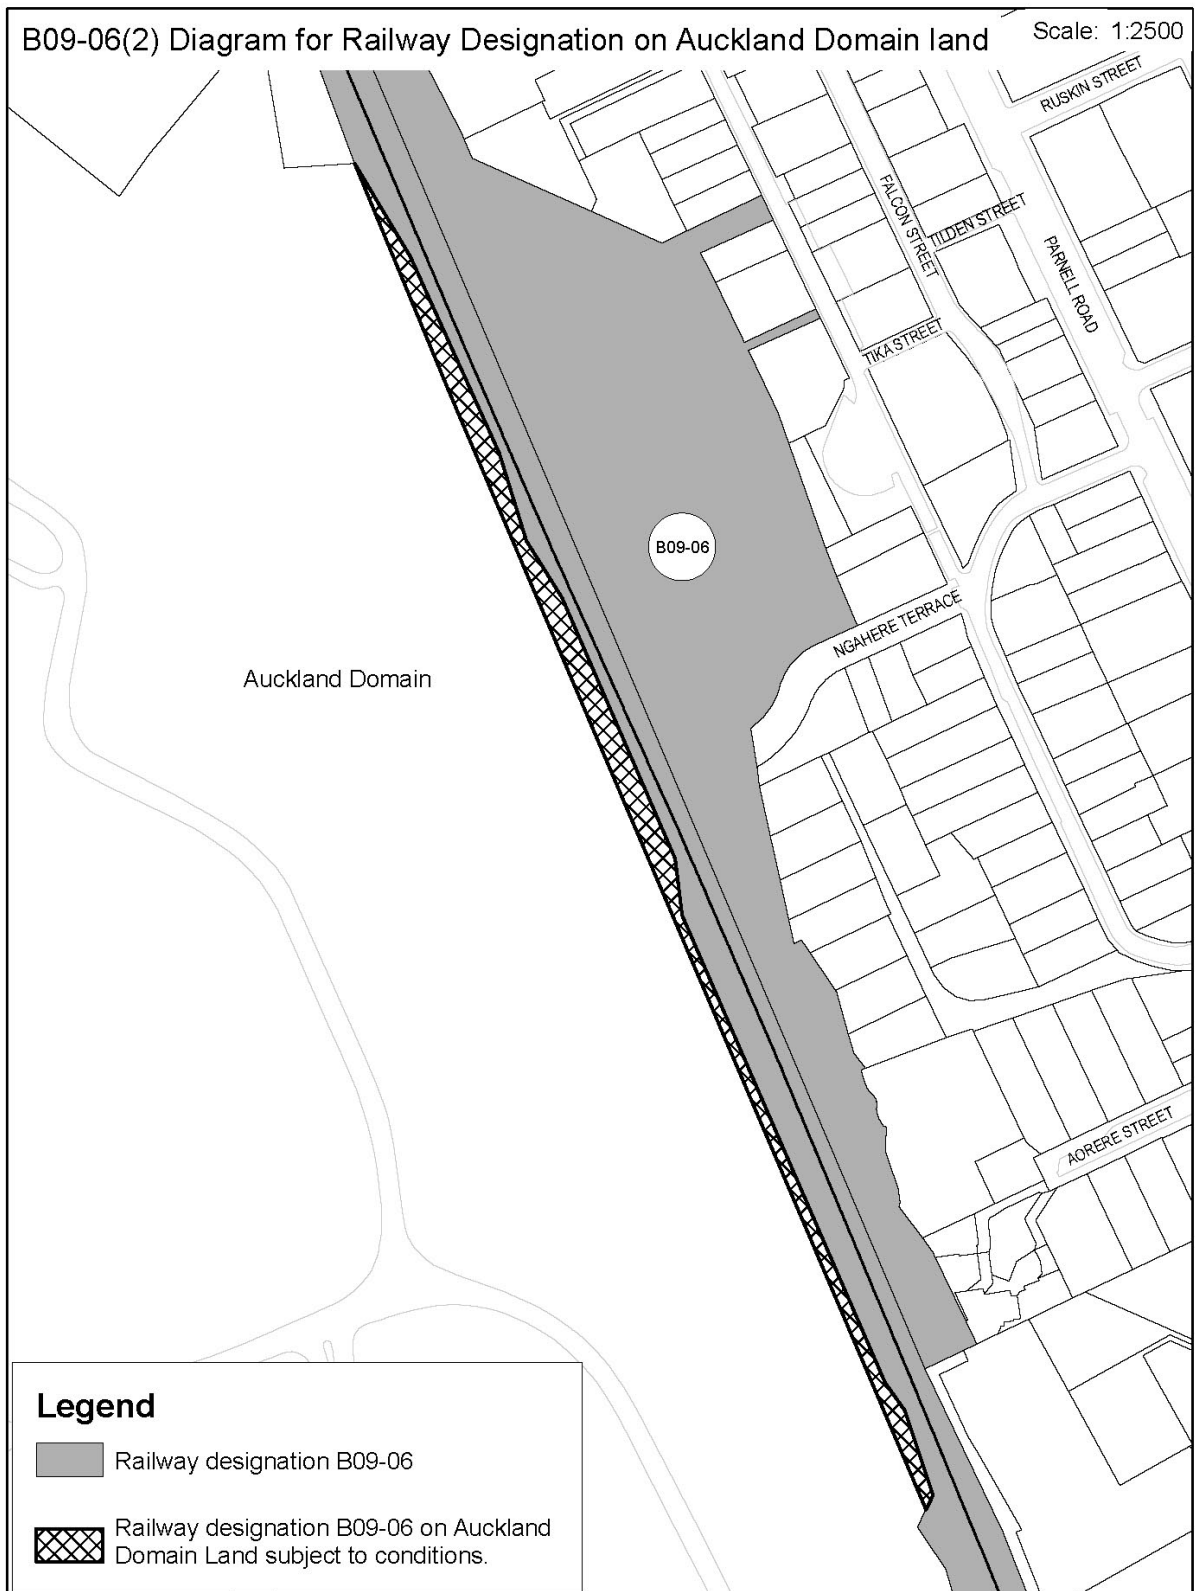 B09-06(2) Diagram for Railway Designation on Auckland Domain land
Scale: 1:2500
RUSKIN STREET
FALCON STREET
TILDEN STREET
PARNELL ROAD
TIKA STREET
B09-06
NGAHERE TERRACE
Auckland Domain
AORERE STREET
Legend
Railway designation B09-06
Railway designation B09-06 on Auckland
Domain Land subject to conditions.